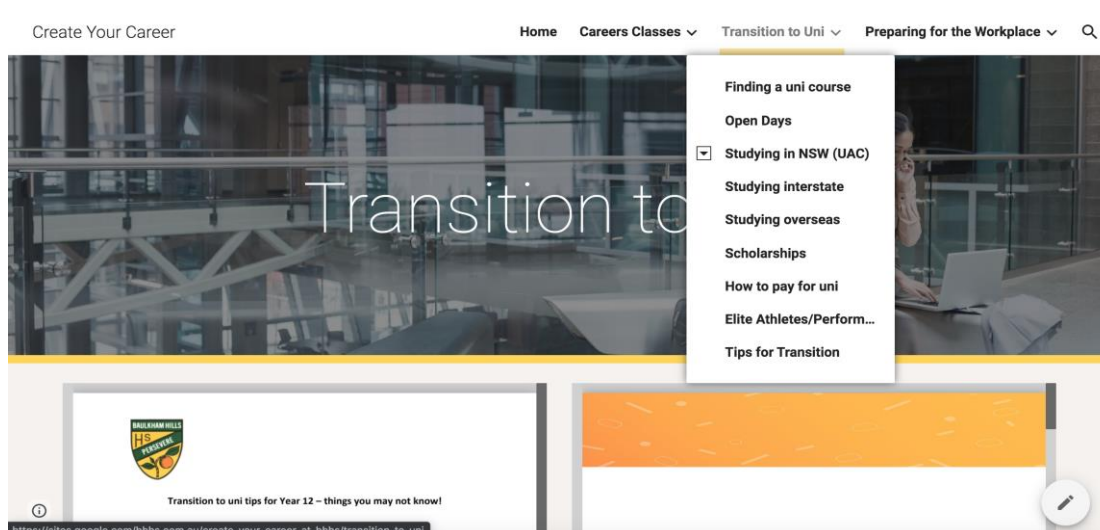 Create Your Career
Home Careers Classes Transition to Uni Preparing for the Workplace
Finding a uni course
Open Days
Studying in NSW (UAC)
Studying interstate
Studying overseas
Scholarships
How to pay for uni
Elite Athletes/Perform...
Tips for Transition
Transition to
BAULKHAM HILLS
HS
PERSEVERE
Transition to uni tips for Year 12 – things you may not know!